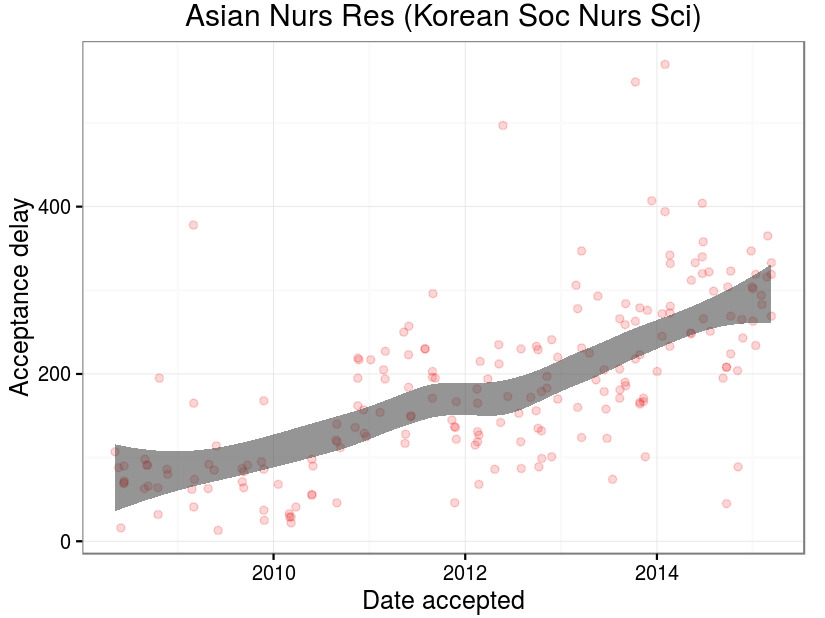 Asian Nurs Res (Korean Soc Nurs Sci)
Acceptance delay
400
200
0
2010 2012 2014
Date accepted